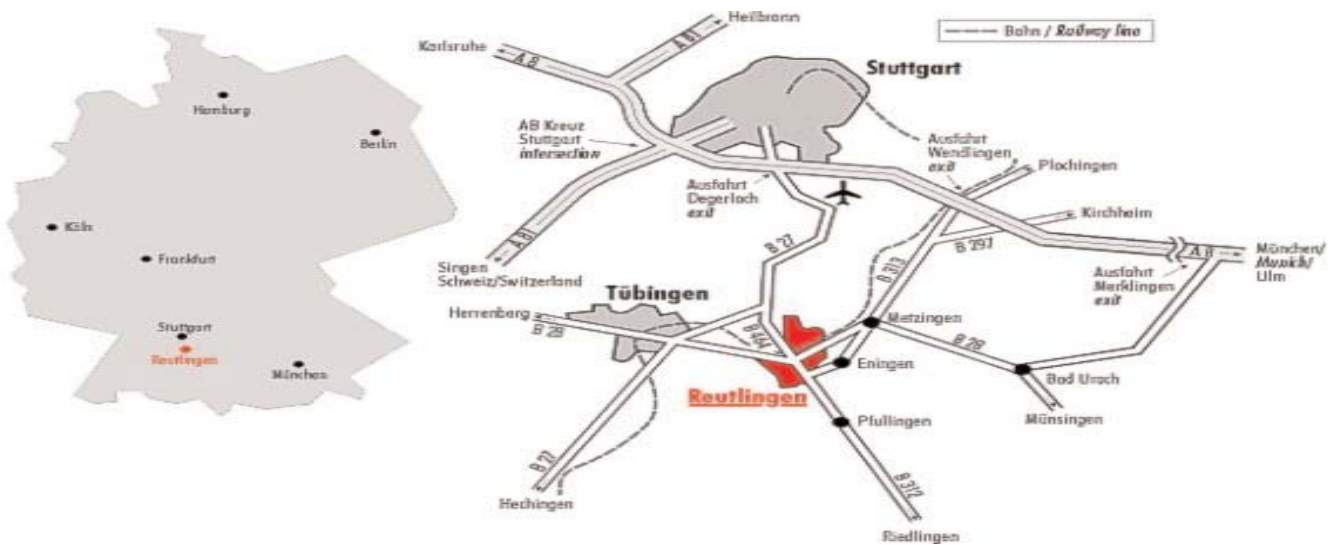 Hamburg
Berlin
Köln
Frankfurt
Stuttgart
Reutlingen
München
Heilbronn
Karlsruhe
A 8
A 81
Bahn / Railway line
Stuttgart
AB Kreuz
Stuttgart
intersection
Ausfahrt
Wendlingen
exit
Plochingen
Ausfahrt
Degerloch
exit
Kirchheim
B 297
A 81
B 27
B 313
A 8
München/
Munich/
Ulm
Singen
Schweiz/Switzerland
Ausfahrt
Merklingen
exit
Tübingen
Herrenberg
B 28
B 464
Metzingen
B 28
Eningen
Bad Urach
Reutlingen
Münsingen
Pfullingen
B 27
B 312
Hechingen
Riedlingen